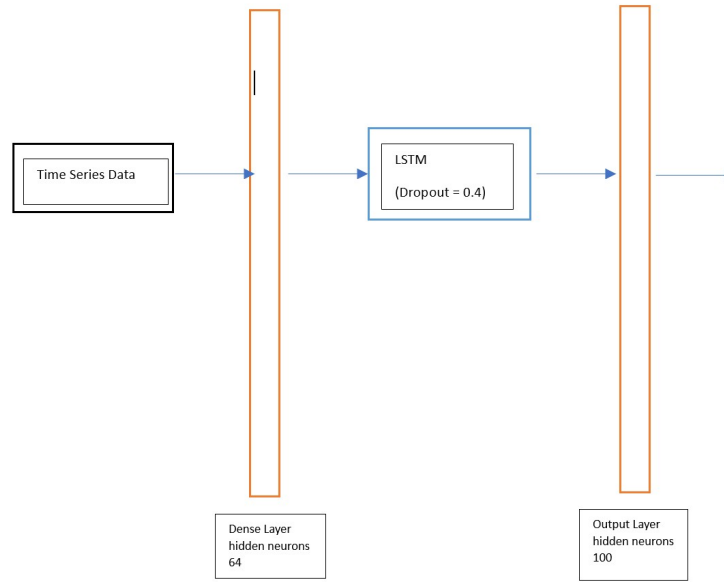 Time Series Data
LSTM
(Dropout = 0.4)
Dense Layer
hidden neurons
64
Output Layer
hidden neurons
100